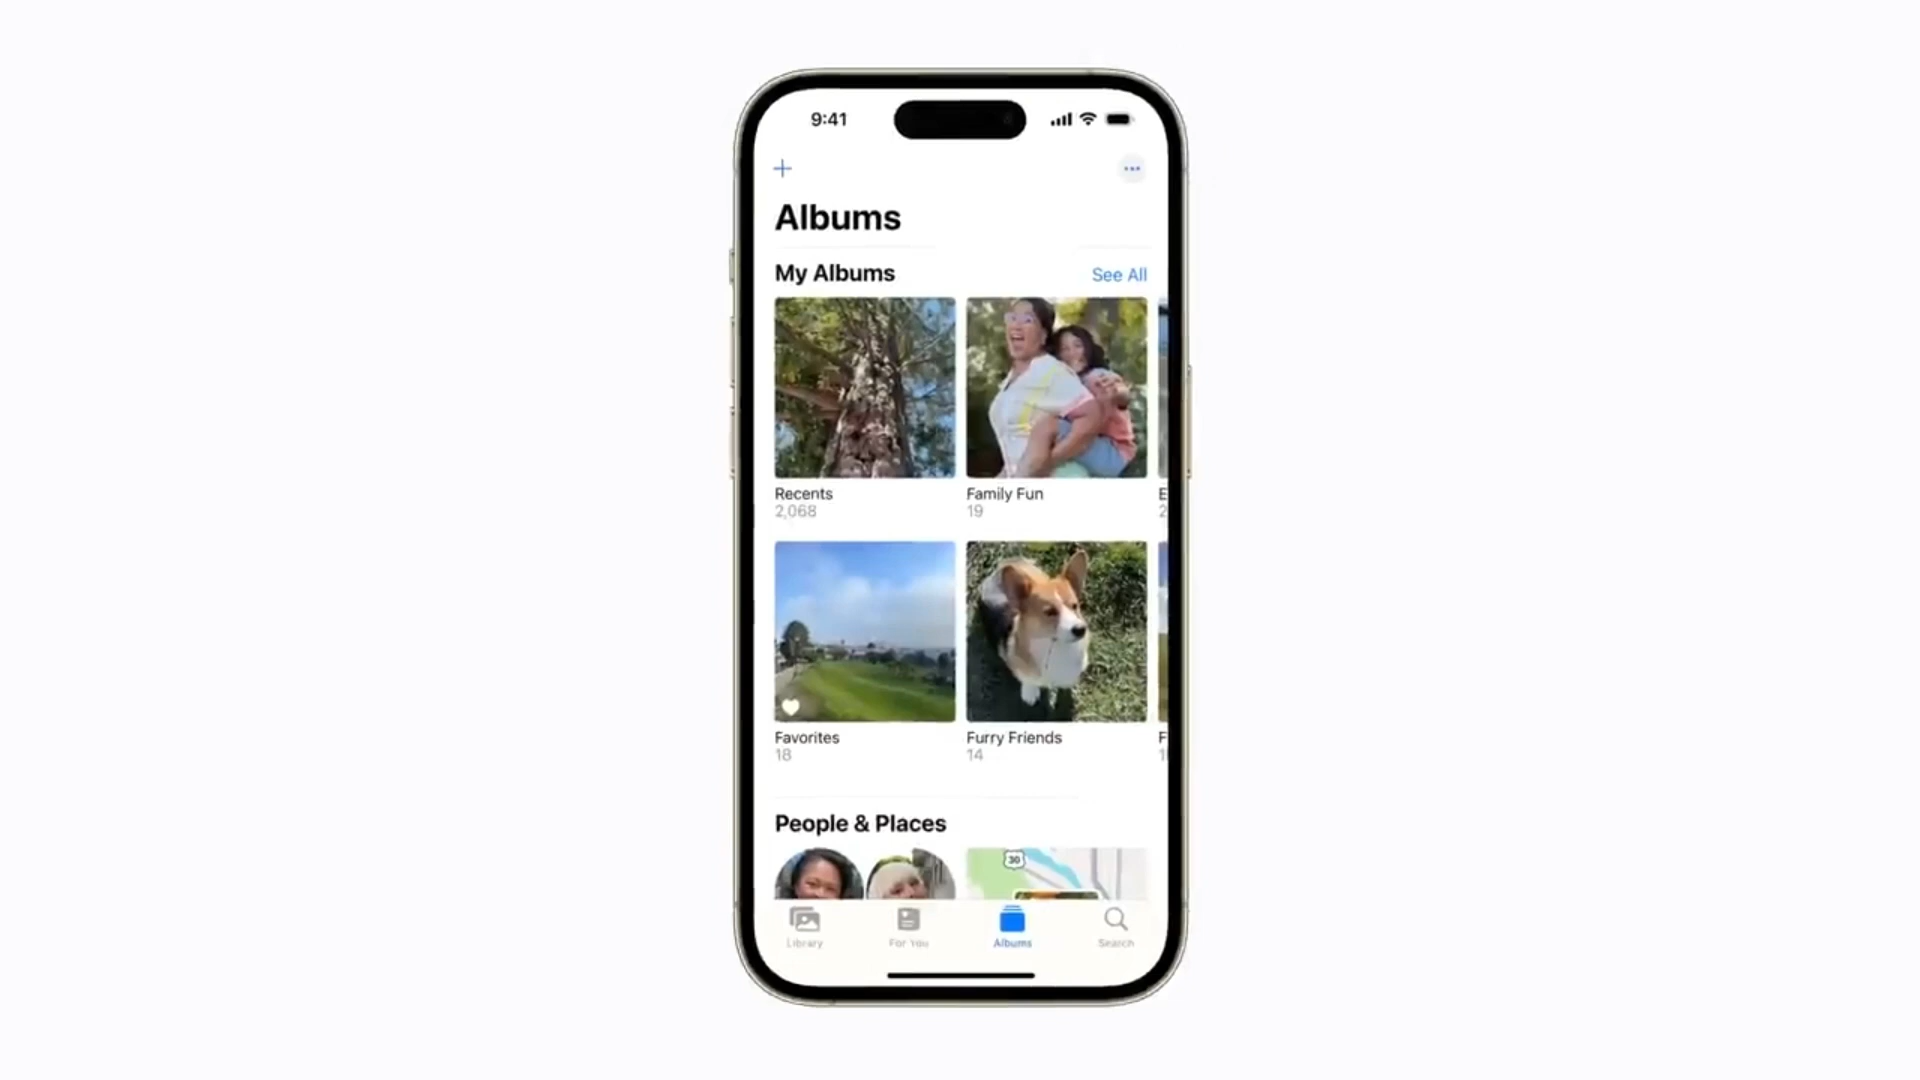 9:41
Albums
My Albums
See All
Recents
2,068
Family Fun
19
Favorites
18
Furry Friends
14
People & Places
30
Library
For You
Albums
Search